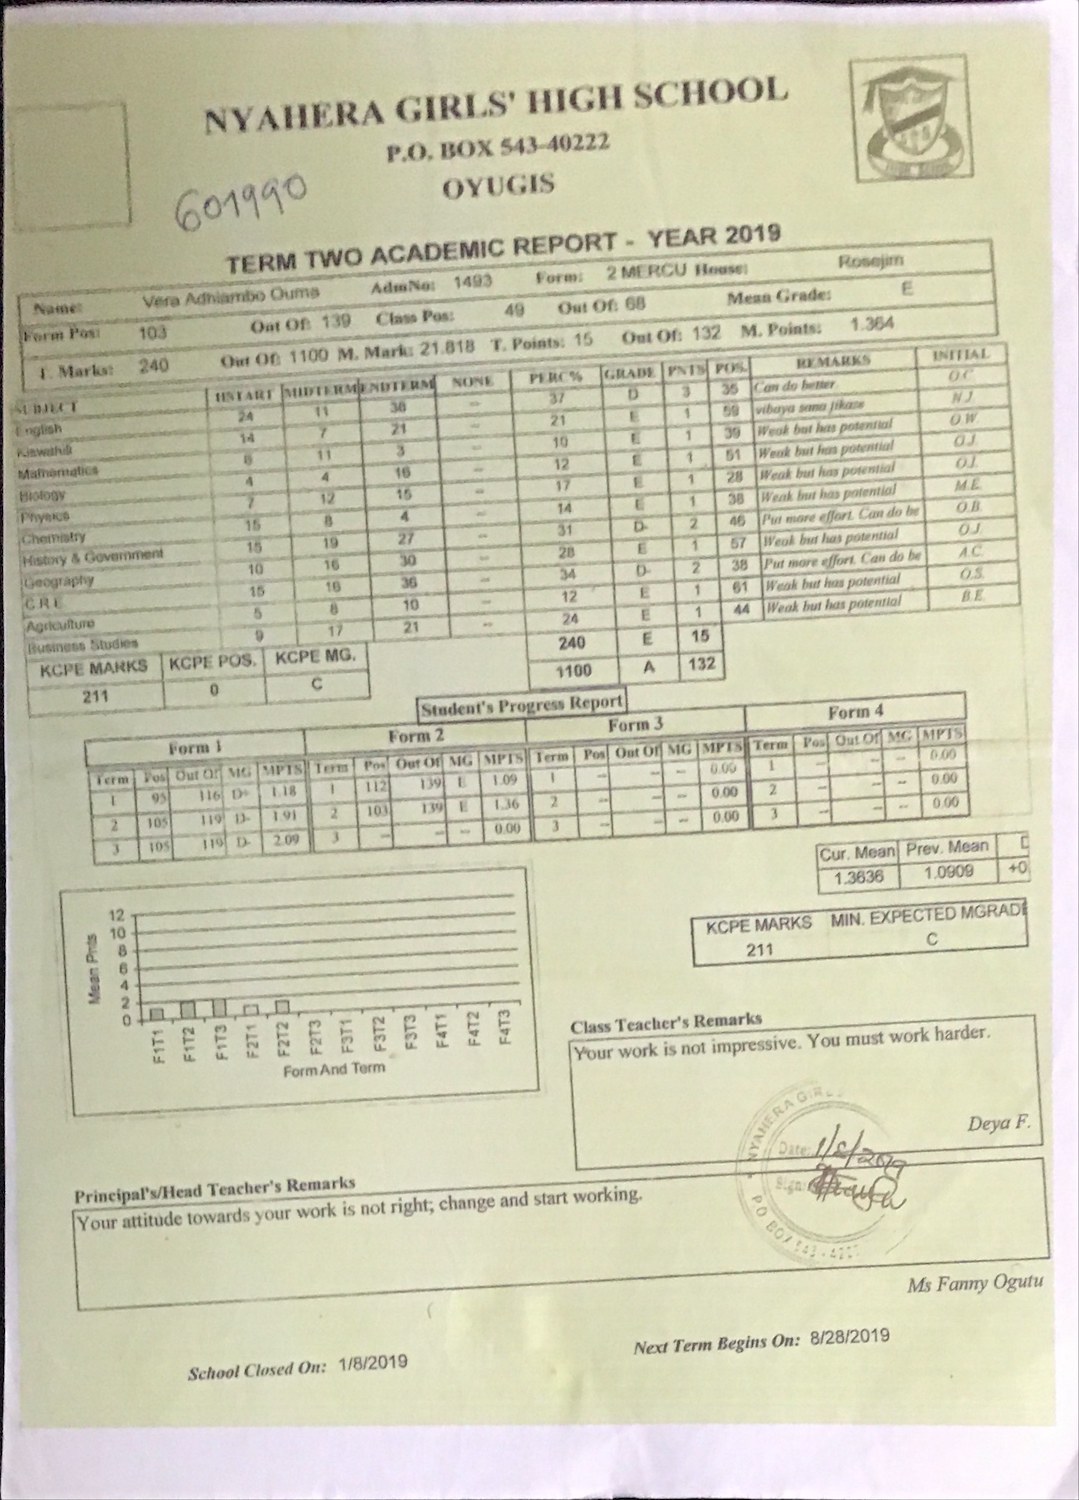 NYAHERA GIRLS' HIGH SCHOOL
P.O. BOX 543-40222
OYUGIS
601990
TERM TWO ACADEMIC REPORT - YEAR 2019
Name: Vera Adhiambo Ouma AdmNo: 1493 Form: 2 MERCU House: Rosejim
Form Pos: 103 Out Of: 139 Class Pos: 49 Out Of: 68 Mean Grade: E
T. Marks: 240 Out Of: 1100 M. Mark: 21.818 T. Points: 15 Out Of: 132 M. Points: 1.364
SUBJECT MIDTERM ENDTERM NONE PERC% GRADE PNTS POS. REMARKS INITIAL
English 24 11 38 -- 37 D 3 35 Can do better O.C
Kiswahili 14 7 21 -- 21 E 1 59 vibaya sana jikaze N.J.
Mathematics 6 11 3 -- 10 E 1 39 Weak but has potential O.W
Biology 4 4 16 -- 12 E 1 51 Weak but has potential O.J.
Physics 7 12 15 -- 17 E 1 28 Weak but has potential O.I.
Chemistry 15 8 4 -- 14 E 1 38 Weak but has potential M.E.
History & Government 15 19 27 -- 31 D- 2 46 Put more effort. Can do be O.B.
Geography 10 16 30 -- 28 E 1 57 Weak but has potential O.J.
C.R.E 15 16 36 -- 34 D- 2 38 Put more effort. Can do be A.C.
Agriculture 5 8 10 -- 12 E 1 61 Weak but has potential O.S.
Business Studies 9 17 21 -- 24 E 1 44 Weak but has potential B.E.
240 E 15
1100 A 132
KCPE MARKS KCPE POS. KCPE MG.
211 0 C
Student's Progress Report
Form 1 Form 2 Form 3 Form 4
Term Pos Out Of MG MPTS Term Pos Out Of MG MPTS Term Pos Out Of MG MPTS Term Pos Out Of MG MPTS
1 95 116 D+ 1.18 1 112 139 E 1.09 1 -- -- -- 0.00 1 -- -- -- 0.00
2 105 119 D- 1.91 2 103 139 E 1.36 2 -- -- -- 0.00 2 -- -- -- 0.00
3 105 119 D- 2.09 3 -- -- -- 0.00 3 -- -- -- 0.00 3 -- -- -- 0.00
Cur. Mean Prev. Mean
1.3636 1.0909 +0
KCPE MARKS MIN. EXPECTED MGRADE
211 C
Mean Pnts
12
10
8
6
4
2
0
F1T1 F1T2 F1T3 F2T1 F2T2 F2T3 F3T1 F3T2 F3T3 F4T1 F4T2 F4T3
Form And Term
Class Teacher's Remarks
Your work is not impressive. You must work harder.
Deya F.
NYAHERA GIRLS
Date: 1/8/2019
Sign:
P.O BOX 543 - 4022
Principal's/Head Teacher's Remarks
Your attitude towards your work is not right; change and start working.
Ms Fanny Ogutu
School Closed On: 1/8/2019
Next Term Begins On: 8/28/2019